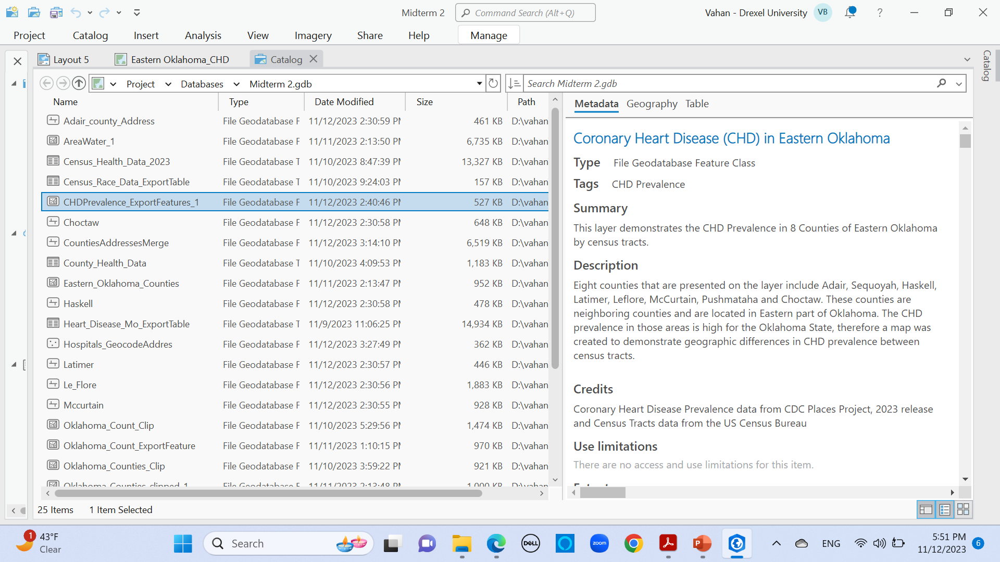 Midterm 2
Command Search (Alt+Q)
Vahan - Drexel University
VB
?
Project
Catalog
Insert
Analysis
View
Imagery
Share
Help
Manage
Layout 5
Eastern Oklahoma_CHD
Catalog
Catalog
Project
Databases
Midterm 2.gdb
Search Midterm 2.gdb
Name Type Date Modified Size Path
Adair_county_Address File Geodatabase F 11/12/2023 2:30:59 PM 461 KB D:\vahan
AreaWater_1 File Geodatabase F 11/11/2023 2:13:50 PM 6,735 KB D:\vahan
Census_Health_Data_2023 File Geodatabase T 11/10/2023 8:47:39 PM 13,327 KB D:\vahan
Census_Race_Data_ExportTable File Geodatabase T 11/10/2023 9:24:03 PM 157 KB D:\vahan
CHDPrevalence_ExportFeatures_1 File Geodatabase F 11/12/2023 2:40:46 PM 527 KB D:\vahan
Choctaw File Geodatabase F 11/12/2023 2:30:58 PM 648 KB D:\vahan
CountiesAddressesMerge File Geodatabase F 11/12/2023 3:14:10 PM 6,519 KB D:\vahan
County_Health_Data File Geodatabase T 11/10/2023 4:09:53 PM 1,183 KB D:\vahan
Eastern_Oklahoma_Counties File Geodatabase F 11/11/2023 2:13:47 PM 952 KB D:\vahan
Haskell File Geodatabase F 11/12/2023 2:30:58 PM 478 KB D:\vahan
Heart_Disease_Mo_ExportTable File Geodatabase T 11/9/2023 11:06:25 PM 14,934 KB D:\vahan
Hospitals_GeocodeAddres File Geodatabase F 11/12/2023 3:27:49 PM 362 KB D:\vahan
Latimer File Geodatabase F 11/12/2023 2:30:57 PM 446 KB D:\vahan
Le_Flore File Geodatabase F 11/12/2023 2:30:56 PM 1,883 KB D:\vahan
Mccurtain File Geodatabase F 11/12/2023 2:30:55 PM 928 KB D:\vahan
Oklahoma_Count_Clip File Geodatabase F 11/10/2023 5:29:56 PM 1,474 KB D:\vahan
Oklahoma_Count_ExportFeature File Geodatabase F 11/11/2023 1:10:15 PM 970 KB D:\vahan
Oklahoma_Counties_Clip File Geodatabase F 11/10/2023 3:59:22 PM 921 KB D:\vahan
Oklahoma_Counties_clipped_1 File Geodatabase F 11/11/2023 2:13:48 PM 1,000 KB D:\vahan
25 Items 1 Item Selected
Metadata Geography Table
Coronary Heart Disease (CHD) in Eastern Oklahoma
Type File Geodatabase Feature Class
Tags CHD Prevalence
Summary
This layer demonstrates the CHD Prevalence in 8 Counties of Eastern Oklahoma
by census tracts.
Description
Eight counties that are presented on the layer include Adair, Sequoyah, Haskell,
Latimer, Leflore, McCurtain, Pushmataha and Choctaw. These counties are
neighboring counties and are located in Eastern part of Oklahoma. The CHD
prevalence in those areas is high for the Oklahoma State, therefore a map was
created to demonstrate geographic differences in CHD prevalence between
census tracts.
Credits
Coronary Heart Disease Prevalence data from CDC Places Project, 2023 release
and Census Tracts data from the US Census Bureau
Use limitations
There are no access and use limitations for this item.
1
43°F
Clear
Search
DELL
zoom
P
ENG
5:51 PM
11/12/2023
6